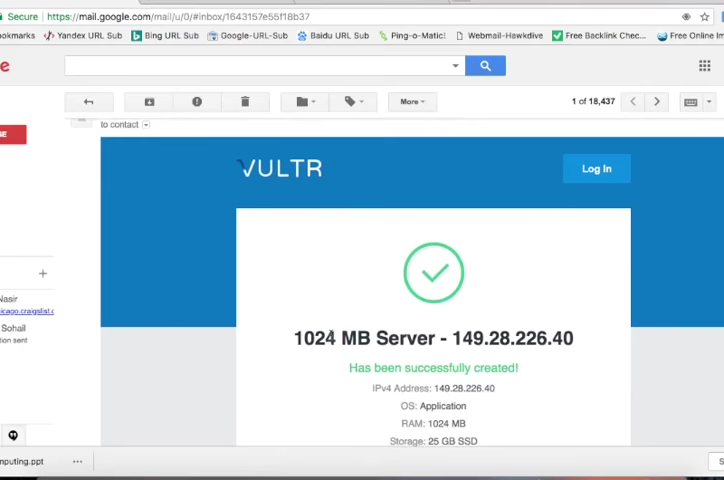 Secure https://mail.google.com/mail/u/0/#inbox/1643157e55f18b37
okmarks Yandex URL Sub Bing URL Sub Google-URL-Sub Baidu URL Sub Ping-o-Matic! Webmail-Hawkdive Free Backlink Chec... Free Online Im
e
More 1 of 18,437
to contact
SE
VULTR Log In
1024 MB Server - 149.28.226.40
Has been successfully created!
IPv4 Address: 149.28.226.40
OS: Application
RAM: 1024 MB
Storage: 25 GB SSD
Nasir
icago.craigslist.c
Sohail
tion sent
mputing.ppt
S